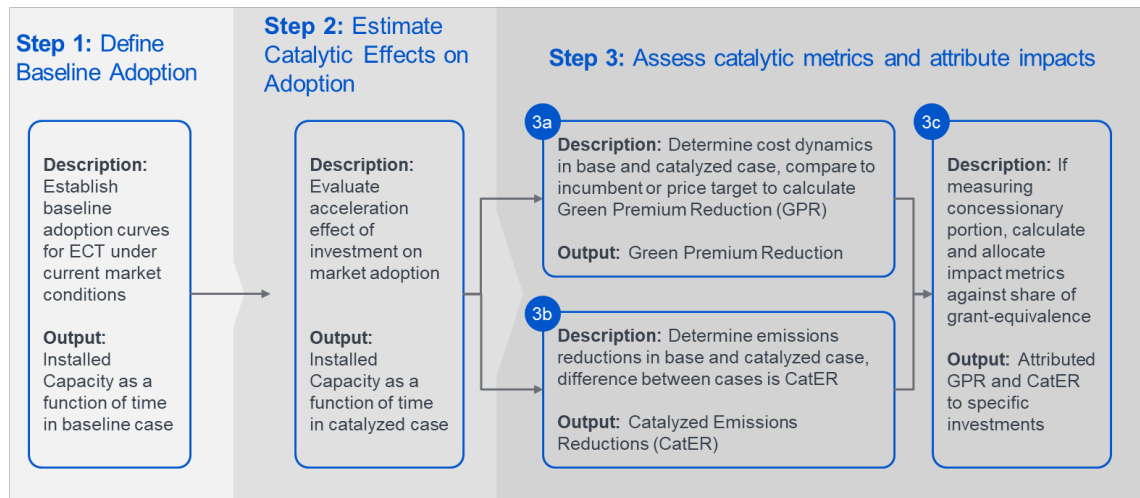 Step 1: Define
Baseline Adoption
Description:
Establish
baseline
adoption curves
for ECT under
current market
conditions
Output:
Installed
Capacity as a
function of time
in baseline case
Step 2: Estimate
Catalytic Effects on
Adoption
Description:
Evaluate
acceleration
effect of
investment on
market adoption
Output:
Installed
Capacity as a
function of time
in catalyzed case
Step 3: Assess catalytic metrics and attribute impacts
3a
Description: Determine cost dynamics
in base and catalyzed case, compare to
incumbent or price target to calculate
Green Premium Reduction (GPR)
Output: Green Premium Reduction
3b
Description: Determine emissions
reductions in base and catalyzed case,
difference between cases is CatER
Output: Catalyzed Emissions
Reductions (CatER)
3c
Description: If
measuring
concessionary
portion, calculate
and allocate
impact metrics
against share of
grant-equivalence
Output: Attributed
GPR and CatER
to specific
investments